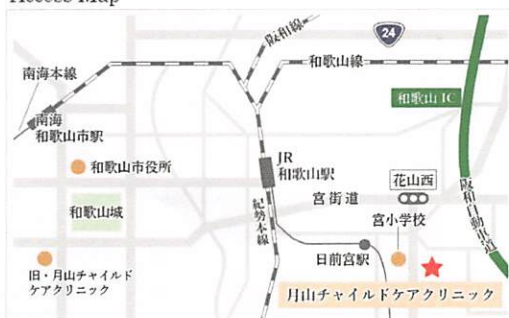 Access Map
阪和線
24
和歌山線
南海本線
和歌山 IC
南海
和歌山市駅
JR
和歌山駅
和歌山市役所
花山西
宮街道
阪和自動車道
和歌山城
紀勢本線
宮小学校
日前宮駅
旧・月山チャイルド
ケアクリニック
月山チャイルドケアクリニック